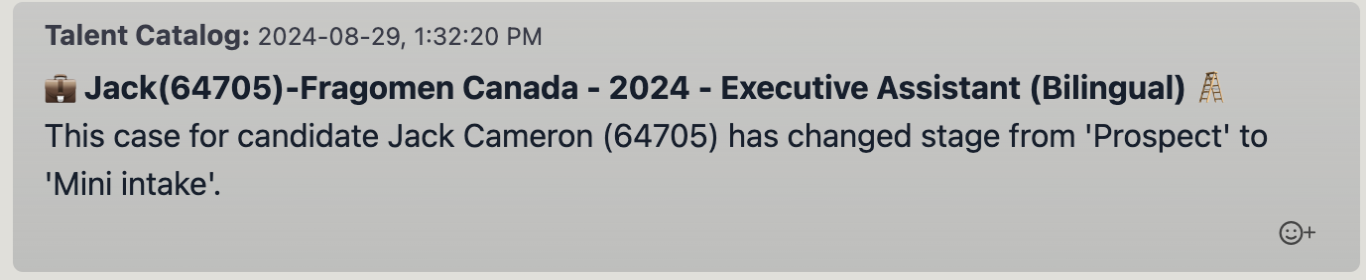 Talent Catalog: 2024-08-29, 1:32:20 PM
💼 Jack(64705)-Fragomen Canada - 2024 - Executive Assistant (Bilingual) 🪜
This case for candidate Jack Cameron (64705) has changed stage from 'Prospect' to
'Mini intake'.